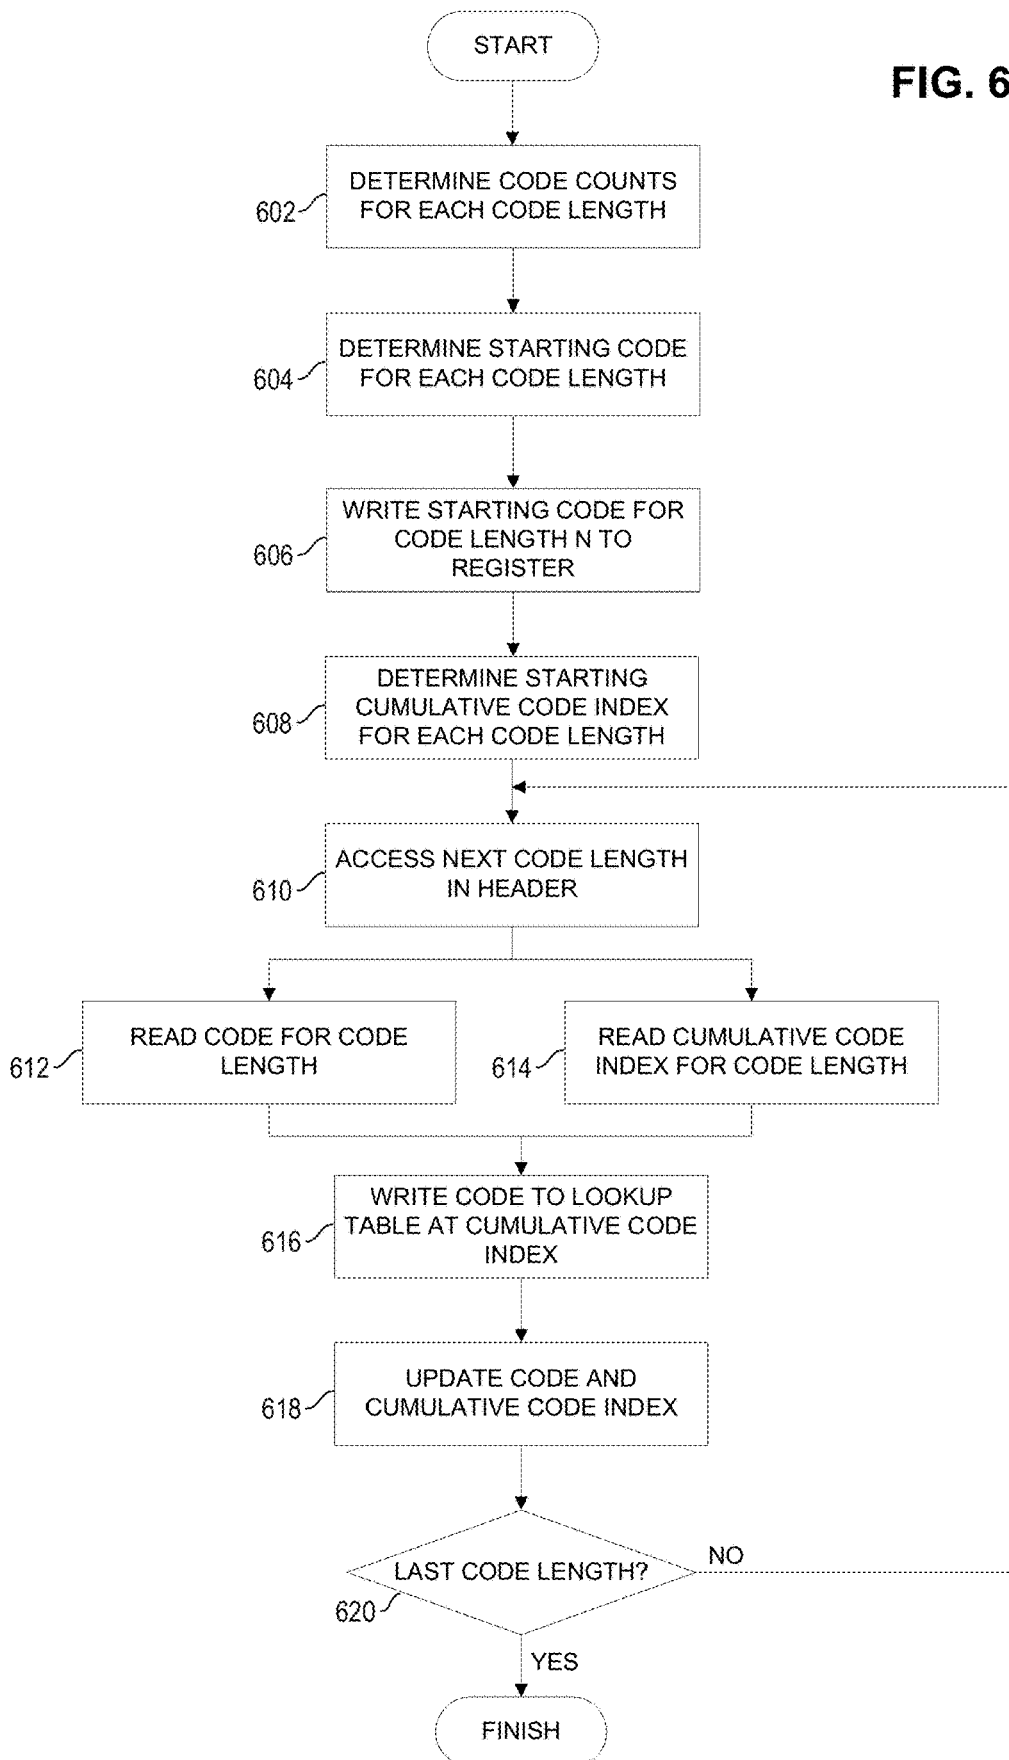 START
FIG. 6
DETERMINE CODE COUNTS
FOR EACH CODE LENGTH
602
DETERMINE STARTING CODE
FOR EACH CODE LENGTH
604
WRITE STARTING CODE FOR
CODE LENGTH N TO
REGISTER
606
DETERMINE STARTING
CUMULATIVE CODE INDEX
FOR EACH CODE LENGTH
608
ACCESS NEXT CODE LENGTH
IN HEADER
610
READ CODE FOR CODE
LENGTH
612
READ CUMULATIVE CODE
INDEX FOR CODE LENGTH
614
WRITE CODE TO LOOKUP
TABLE AT CUMULATIVE CODE
INDEX
616
UPDATE CODE AND
CUMULATIVE CODE INDEX
618
LAST CODE LENGTH?
NO
620
YES
FINISH